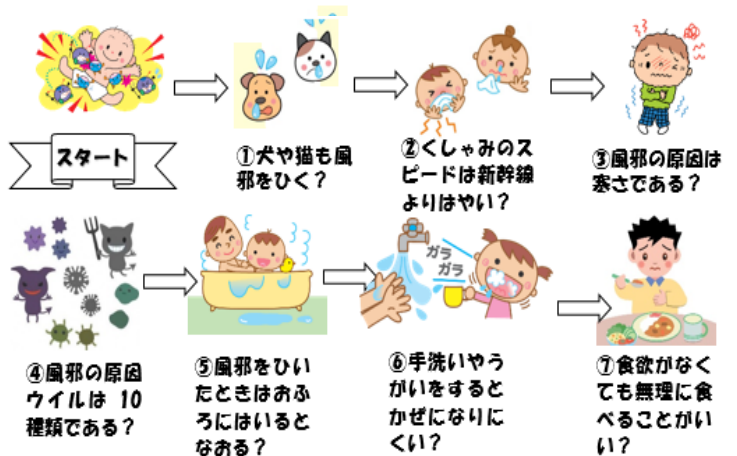 スタート
①犬や猫も風
邪をひく？
②くしゃみのス
ピードは新幹線
よりはやい？
③風邪の原因は
寒さである？
ガラ
ガラ
④風邪の原因
ウイルは 10
種類である？
⑤風邪をひい
たときはおふ
ろにはいると
なおる？
⑥手洗いやう
がいをすると
かぜになりに
くい？
⑦食欲がなく
ても無理に食
べることがい
い？